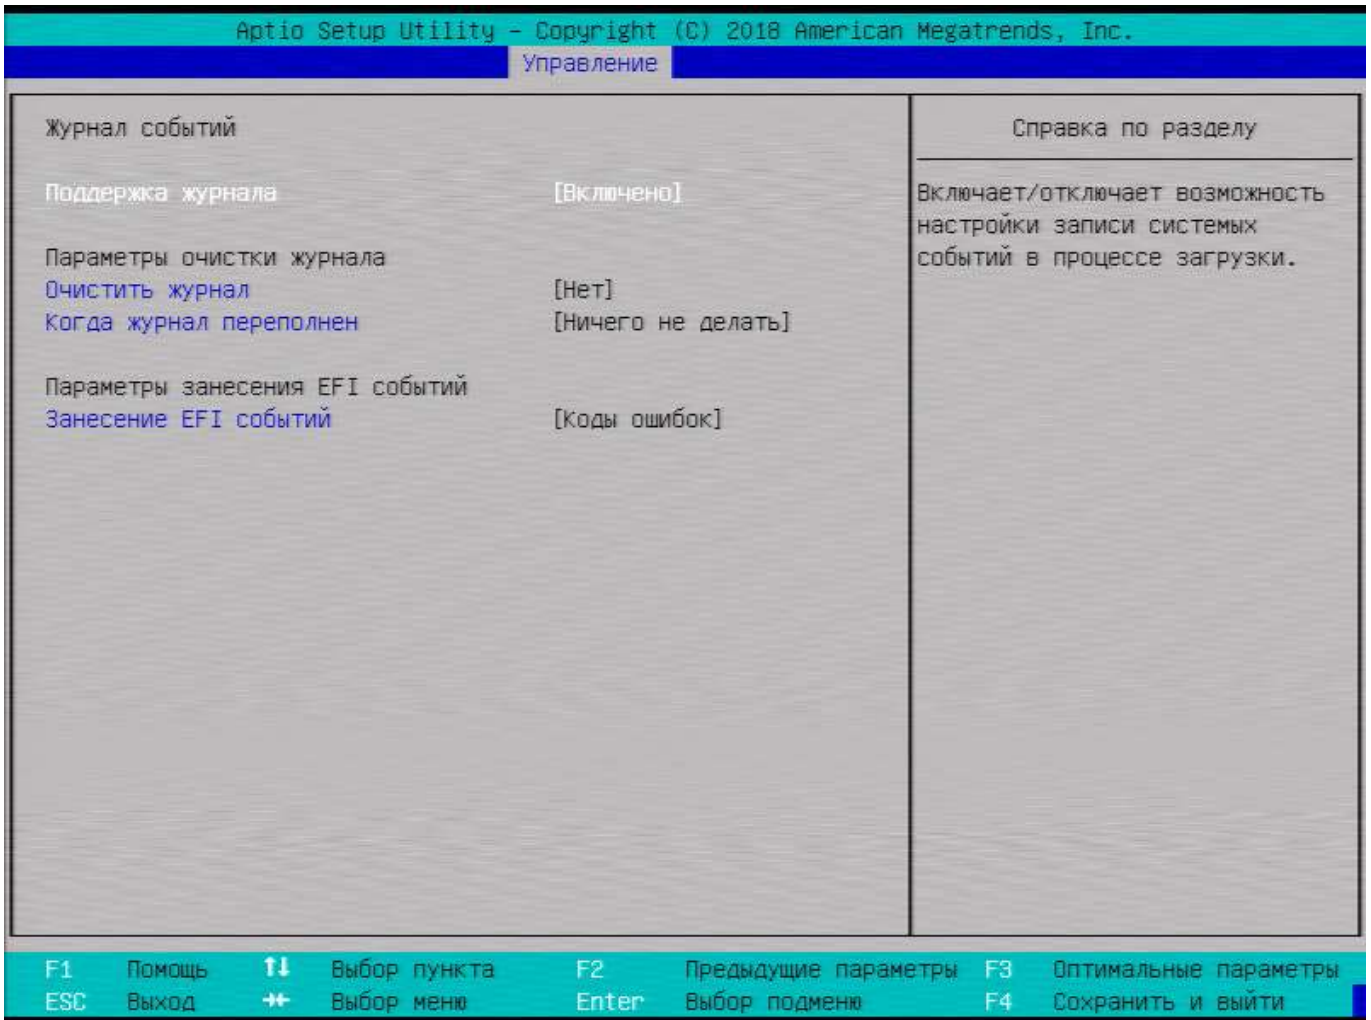 Aptio Setup Utility – Copyright (C) 2018 American Megatrends, Inc.
Управление
Журнал событий
Поддержка журнала [Включено]
Параметры очистки журнала
Очистить журнал [Нет]
Когда журнал переполнен [Ничего не делать]
Параметры занесения EFI событий
Занесение EFI событий [Коды ошибок]
Справка по разделу
Включает/отключает возможность
настройки записи системых
событий в процессе загрузки.
F1 Помощь ↑↓ Выбор пункта F2 Предыдущие параметры F3 Оптимальные параметры
ESC Выход →← Выбор меню Enter Выбор подменю F4 Сохранить и выйти